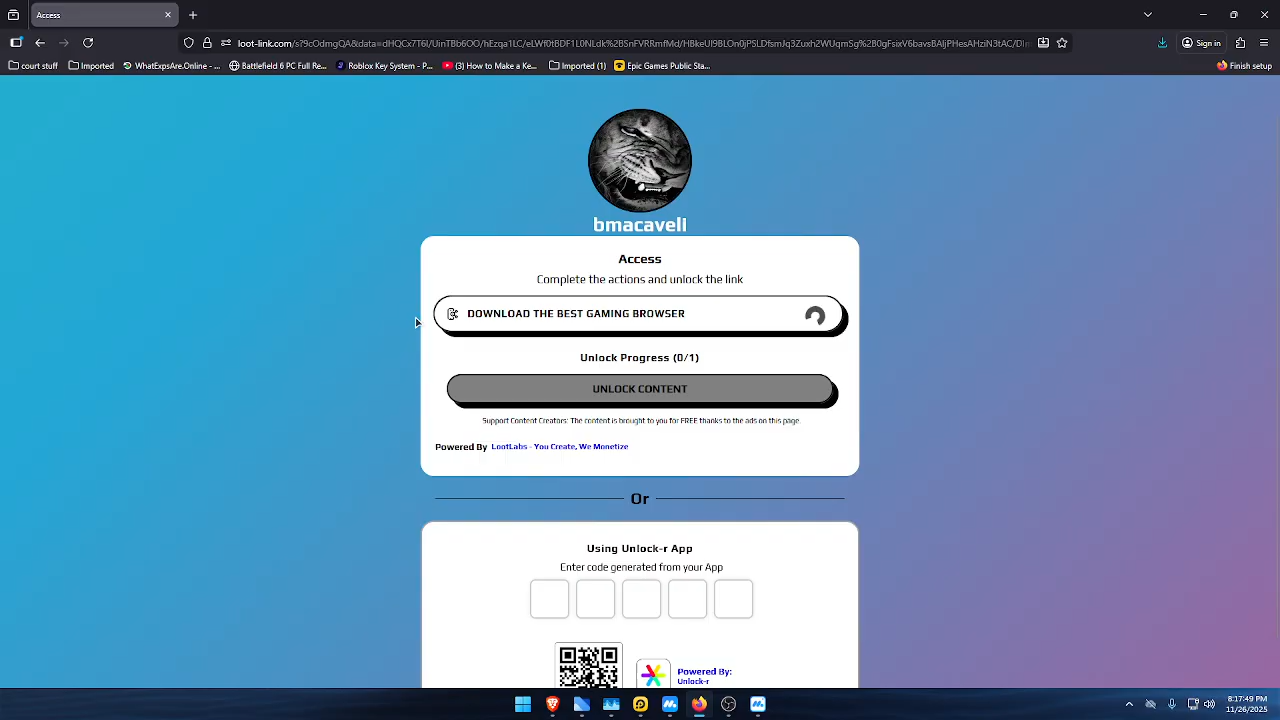 Access
Sign in
court stuff
Imported
WhatExpsAre.Online - ...
Battlefield 6 PC Full Re...
Roblox Key System - P...
(3) How to Make a Ke...
Imported (1)
Epic Games Public Sta...
Finish setup
bmacavell
Access
Complete the actions and unlock the link
DOWNLOAD THE BEST GAMING BROWSER
Unlock Progress (0/1)
UNLOCK CONTENT
Support Content Creators: The content is brought to you for FREE thanks to the ads on this page.
Powered By LootLabs - You Create, We Monetize
Or
Using Unlock-r App
Enter code generated from your App
Powered By:
Unlock-r
8:17:49 PM
11/26/2025